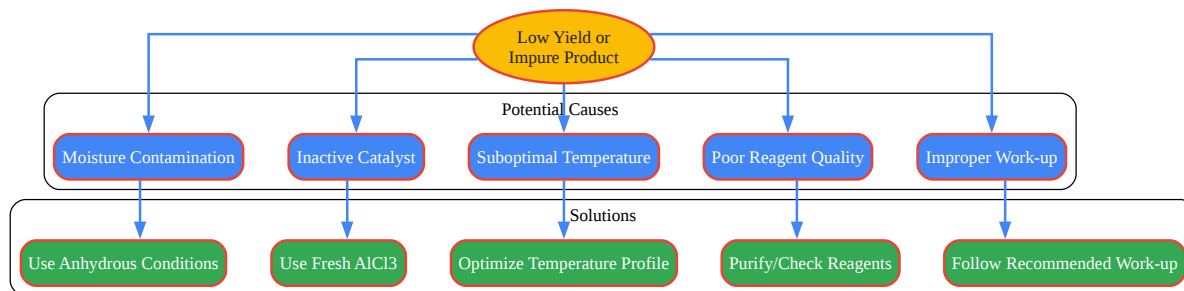 Low Yield or
Impure Product
Potential Causes
Moisture Contamination
Inactive Catalyst
Suboptimal Temperature
Poor Reagent Quality
Improper Work-up
Solutions
Use Anhydrous Conditions
Use Fresh AlCl3
Optimize Temperature Profile
Purify/Check Reagents
Follow Recommended Work-up